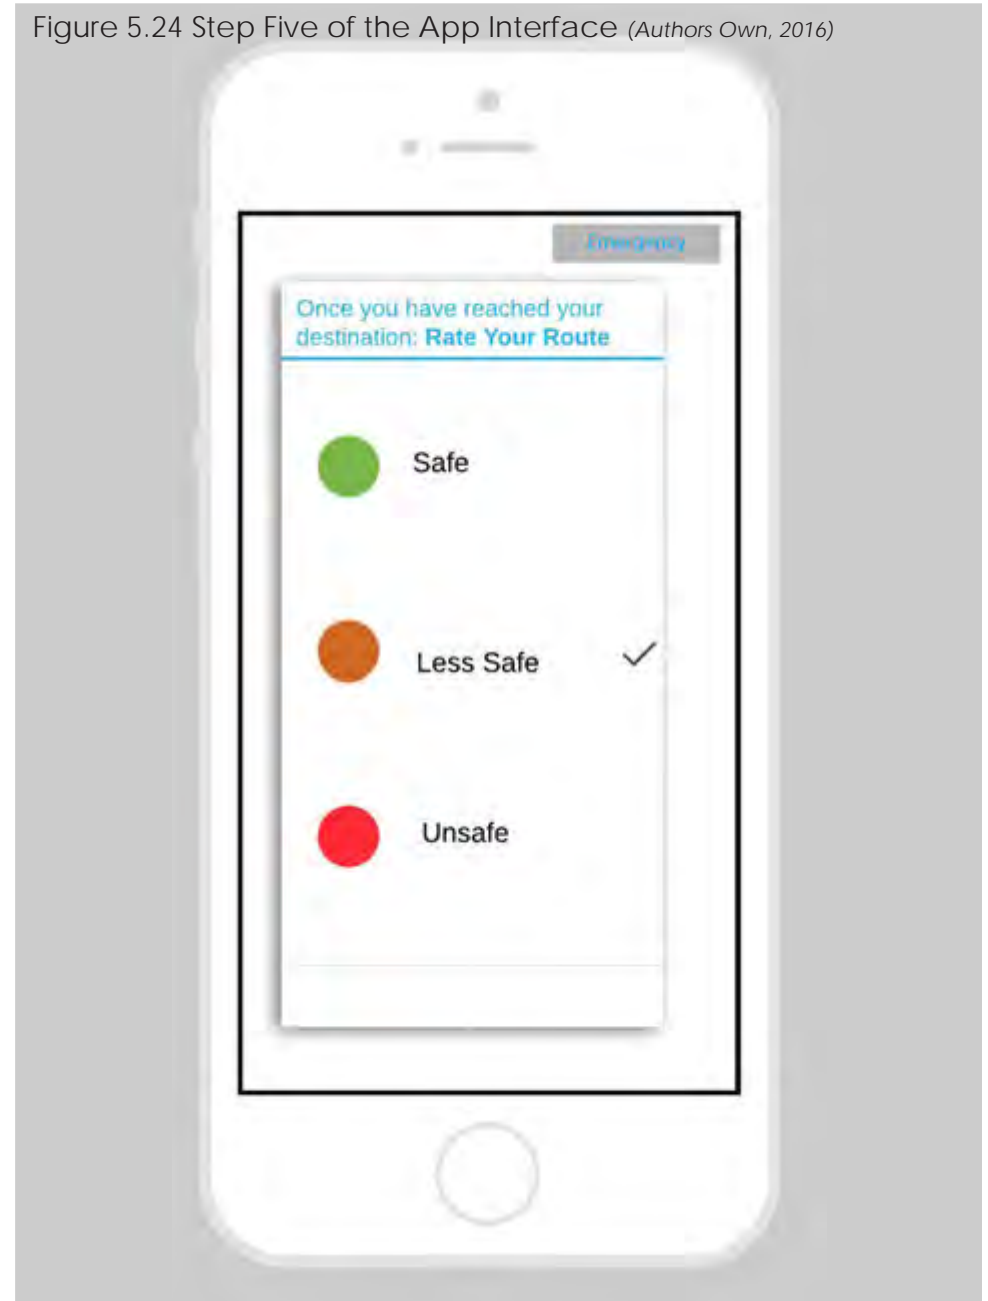 Figure 5.24 Step Five of the App Interface (Authors Own, 2016)
Emergency
Once you have reached your
destination: Rate Your Route
Safe
Less Safe
Unsafe